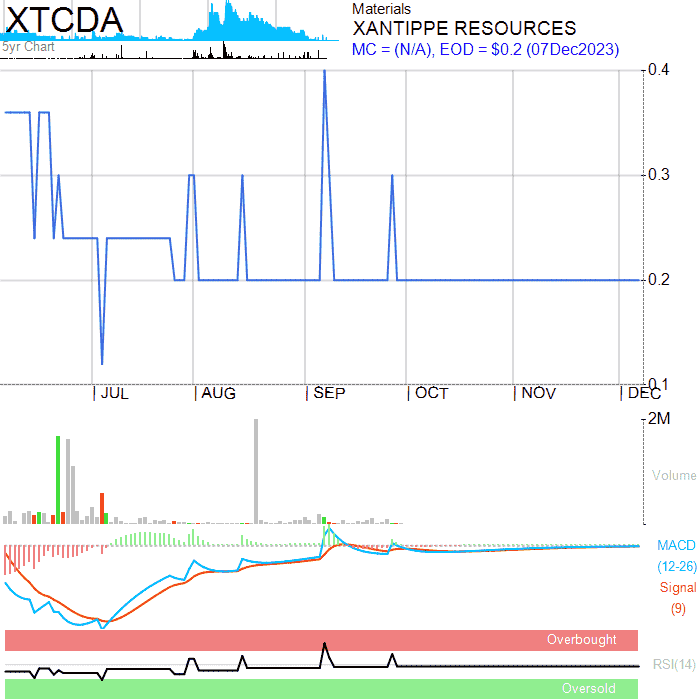 XTCDA
5yr Chart
Materials
XANTIPPE RESOURCES
MC = (N/A), EOD = $0.2 (07Dec2023)
0.4
0.3
0.2
0.1
JUL AUG SEP OCT NOV DEC
2M
Volume
MACD
(12-26)
Signal
(9)
Overbought
RSI(14)
Oversold